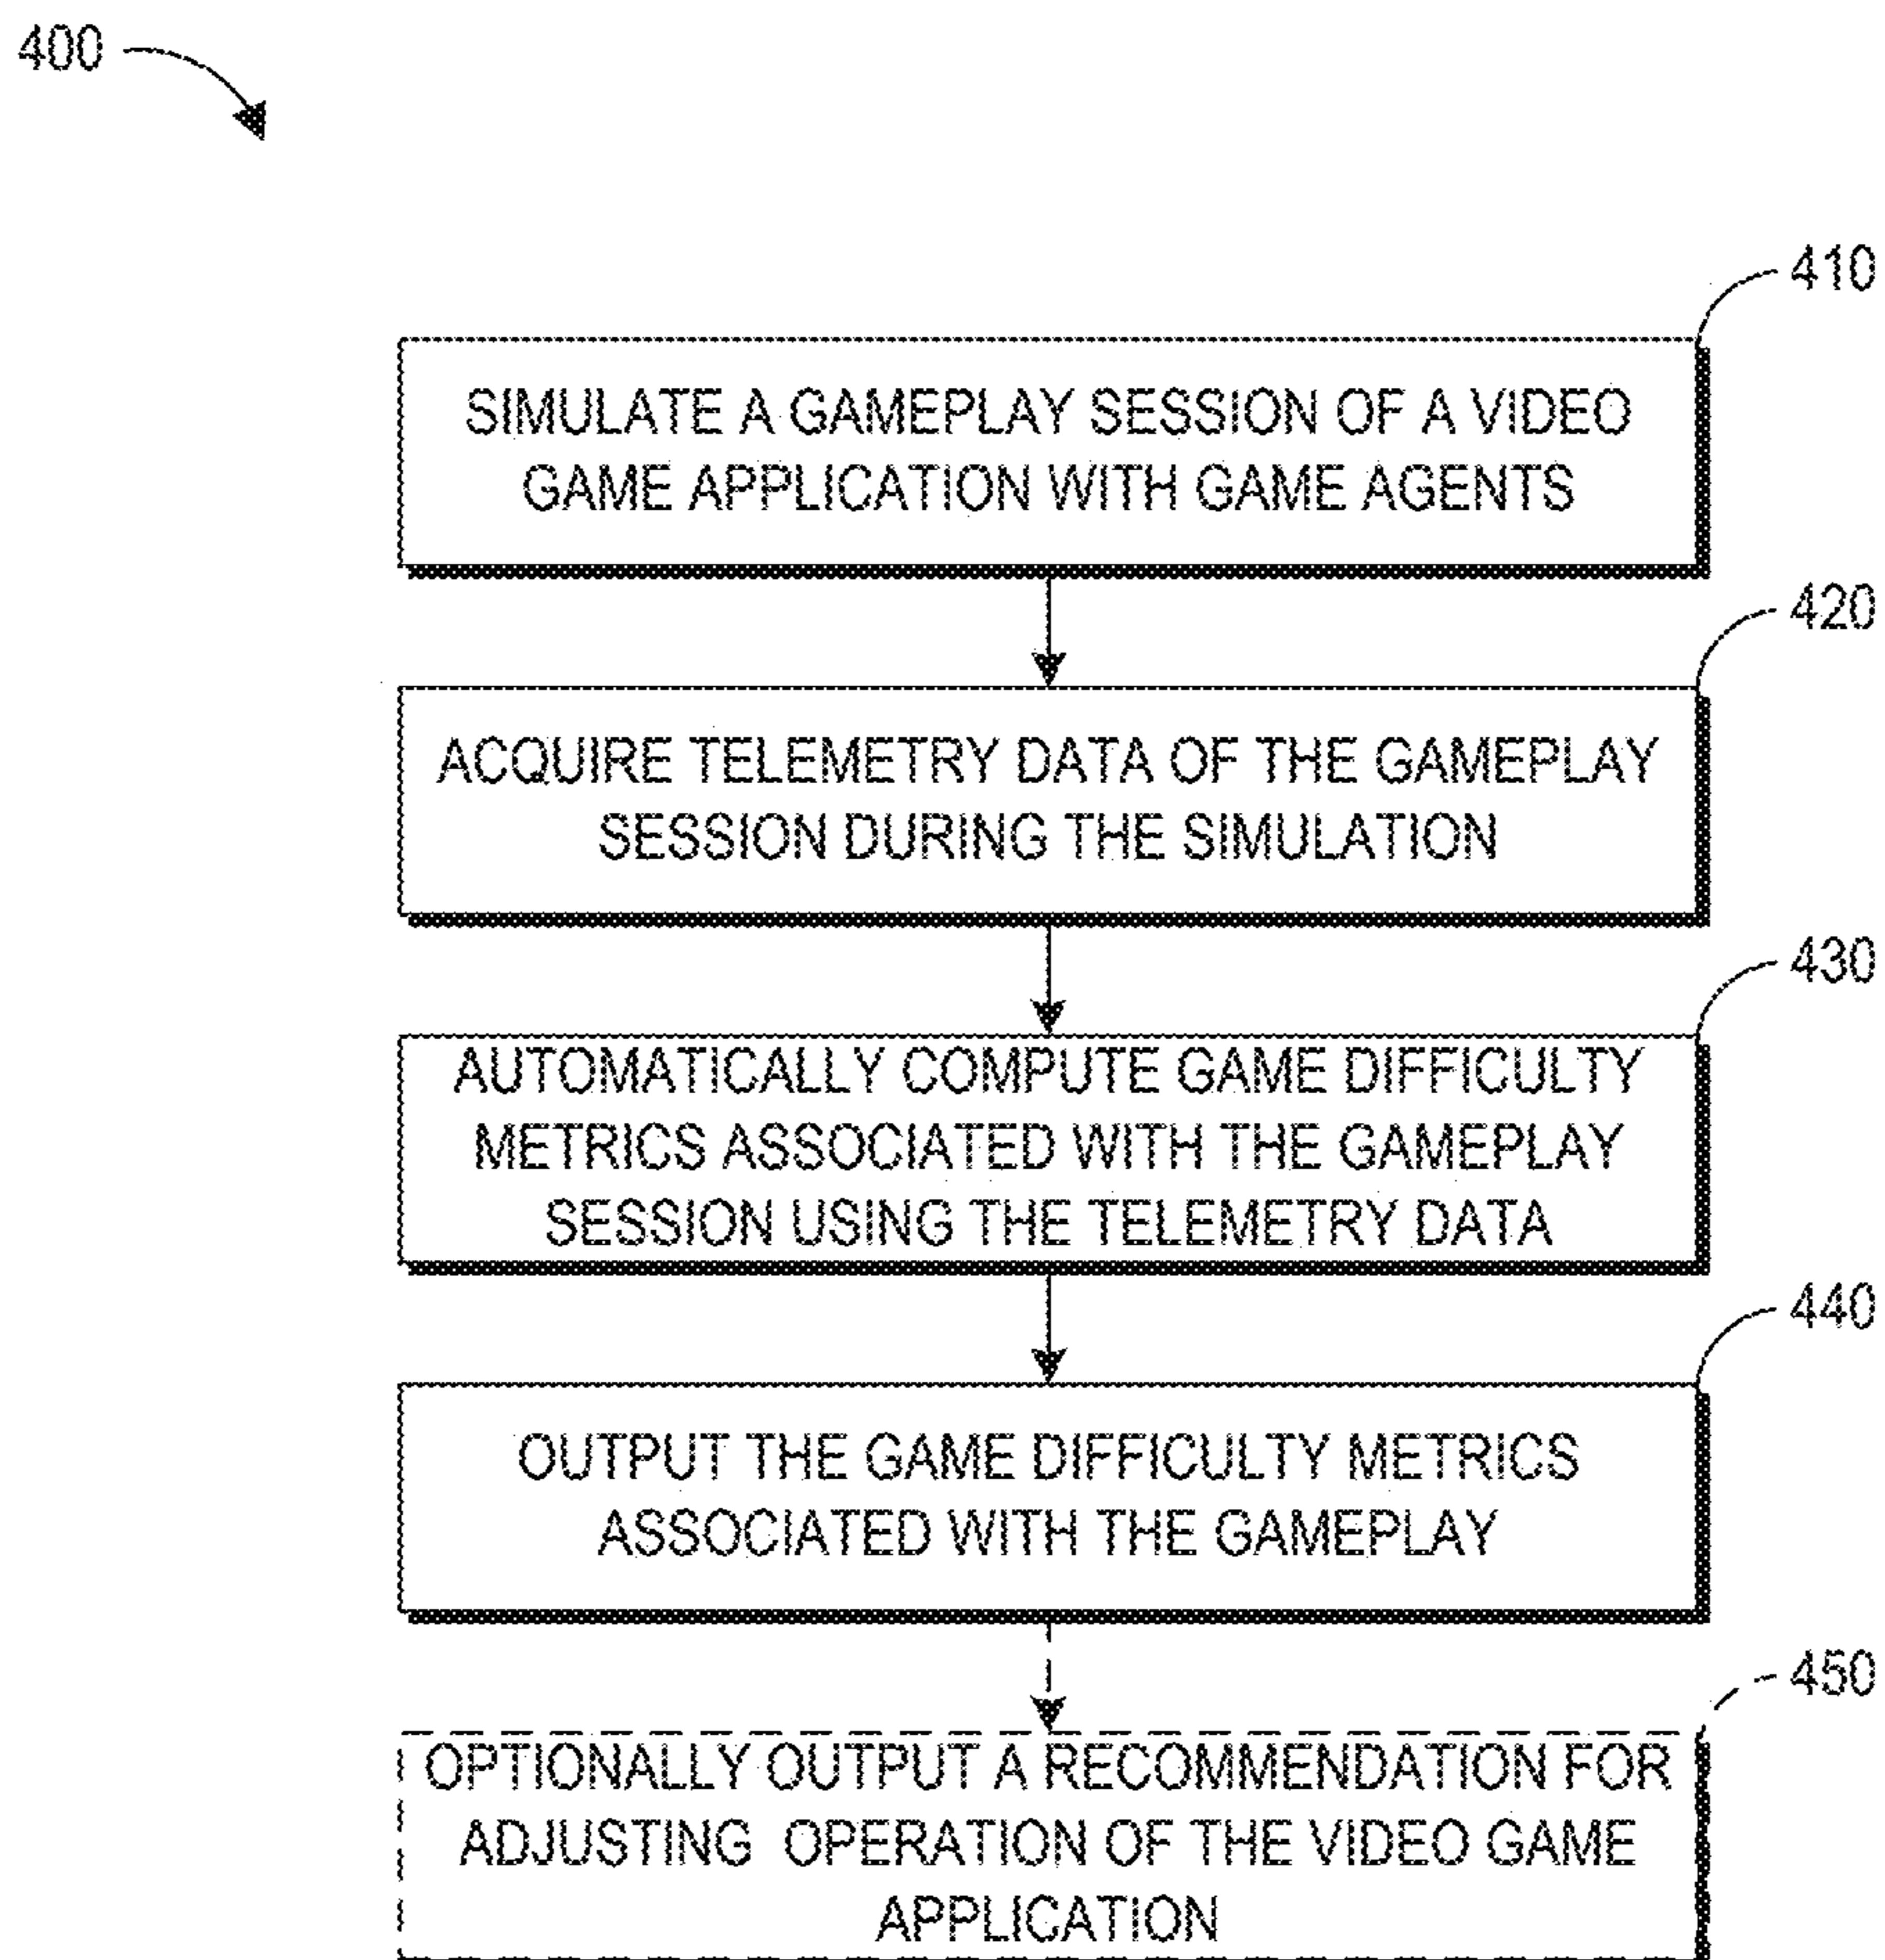 400
410
SIMULATE A GAMEPLAY SESSION OF A VIDEO
GAME APPLICATION WITH GAME AGENTS
420
ACQUIRE TELEMETRY DATA OF THE GAMEPLAY
SESSION DURING THE SIMULATION
430
AUTOMATICALLY COMPUTE GAME DIFFICULTY
METRICS ASSOCIATED WITH THE GAMEPLAY
SESSION USING THE TELEMETRY DATA
440
OUTPUT THE GAME DIFFICULTY METRICS
ASSOCIATED WITH THE GAMEPLAY
450
OPTIONALLY OUTPUT A RECOMMENDATION FOR
ADJUSTING OPERATION OF THE VIDEO GAME
APPLICATION